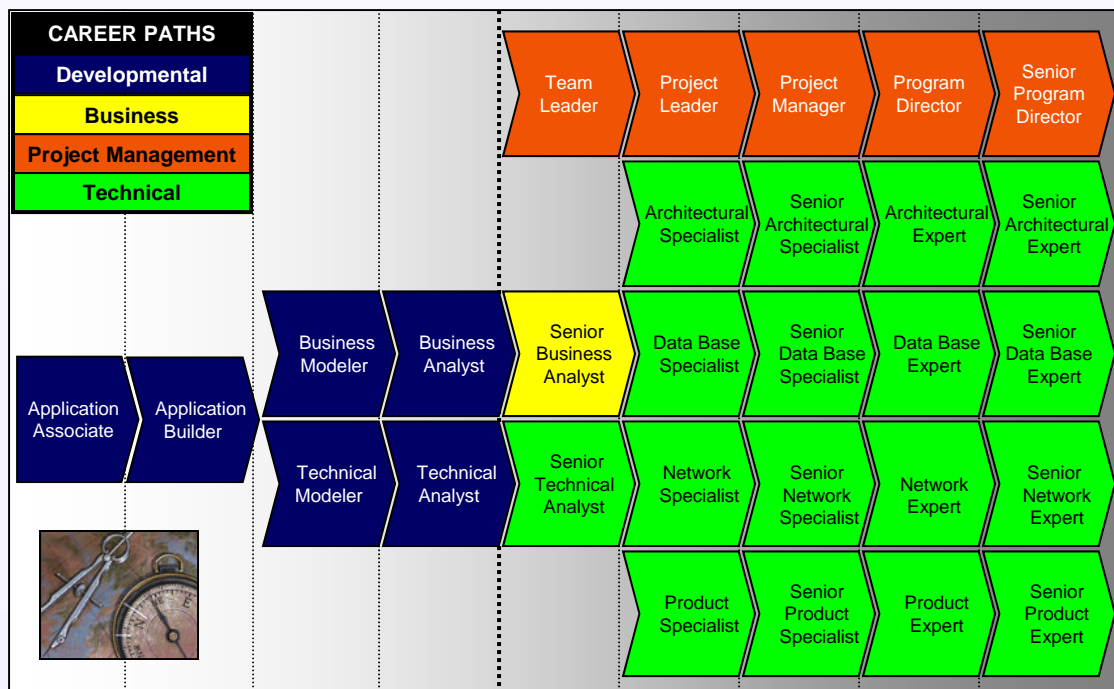 CAREER PATHS
Developmental
Business
Project Management
Technical
Team
Leader
Project
Leader
Project
Manager
Program
Director
Senior
Program
Director
Architectural
Specialist
Senior
Architectural
Specialist
Architectural
Expert
Senior
Architectural
Expert
Business
Modeler
Business
Analyst
Senior
Business
Analyst
Data Base
Specialist
Senior
Data Base
Specialist
Data Base
Expert
Senior
Data Base
Expert
Application
Associate
Application
Builder
Technical
Modeler
Technical
Analyst
Senior
Technical
Analyst
Network
Specialist
Senior
Network
Specialist
Network
Expert
Senior
Network
Expert
Product
Specialist
Senior
Product
Specialist
Product
Expert
Senior
Product
Expert
N
E